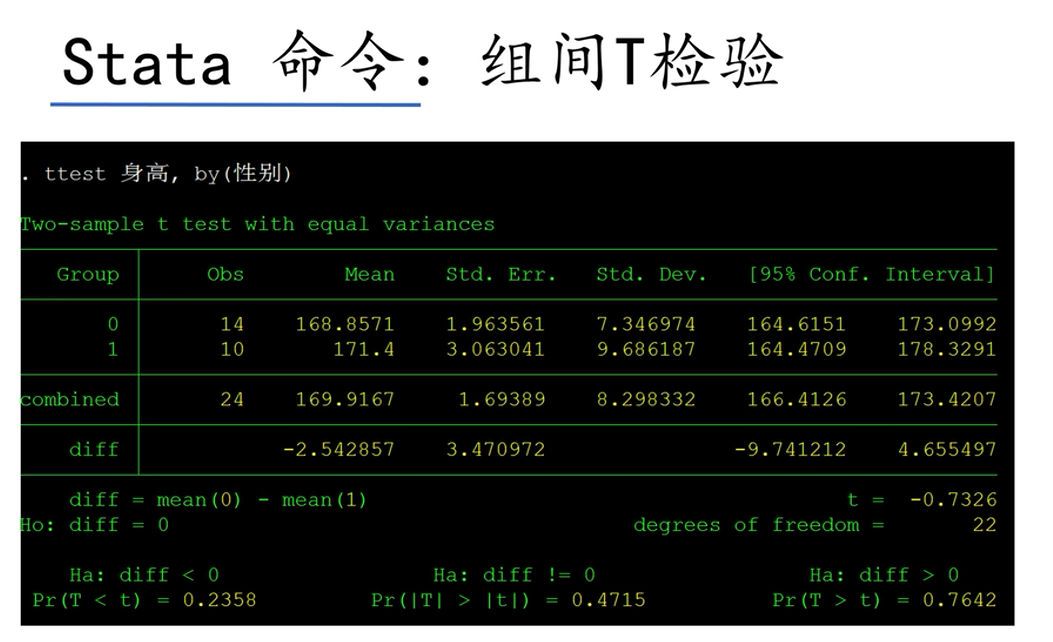 Stata 命令：组间T检验
. ttest 身高, by(性别)
Two-sample t test with equal variances
Group Obs Mean Std. Err. Std. Dev. [95% Conf. Interval]
0 14 168.8571 1.963561 7.346974 164.6151 173.0992
1 10 171.4 3.063041 9.686187 164.4709 178.3291
combined 24 169.9167 1.69389 8.298332 166.4126 173.4207
diff -2.542857 3.470972 -9.741212 4.655497
diff = mean(0) - mean(1) t = -0.7326
Ho: diff = 0 degrees of freedom = 22
Ha: diff < 0 Ha: diff != 0 Ha: diff > 0
Pr(T < t) = 0.2358 Pr(|T| > |t|) = 0.4715 Pr(T > t) = 0.7642